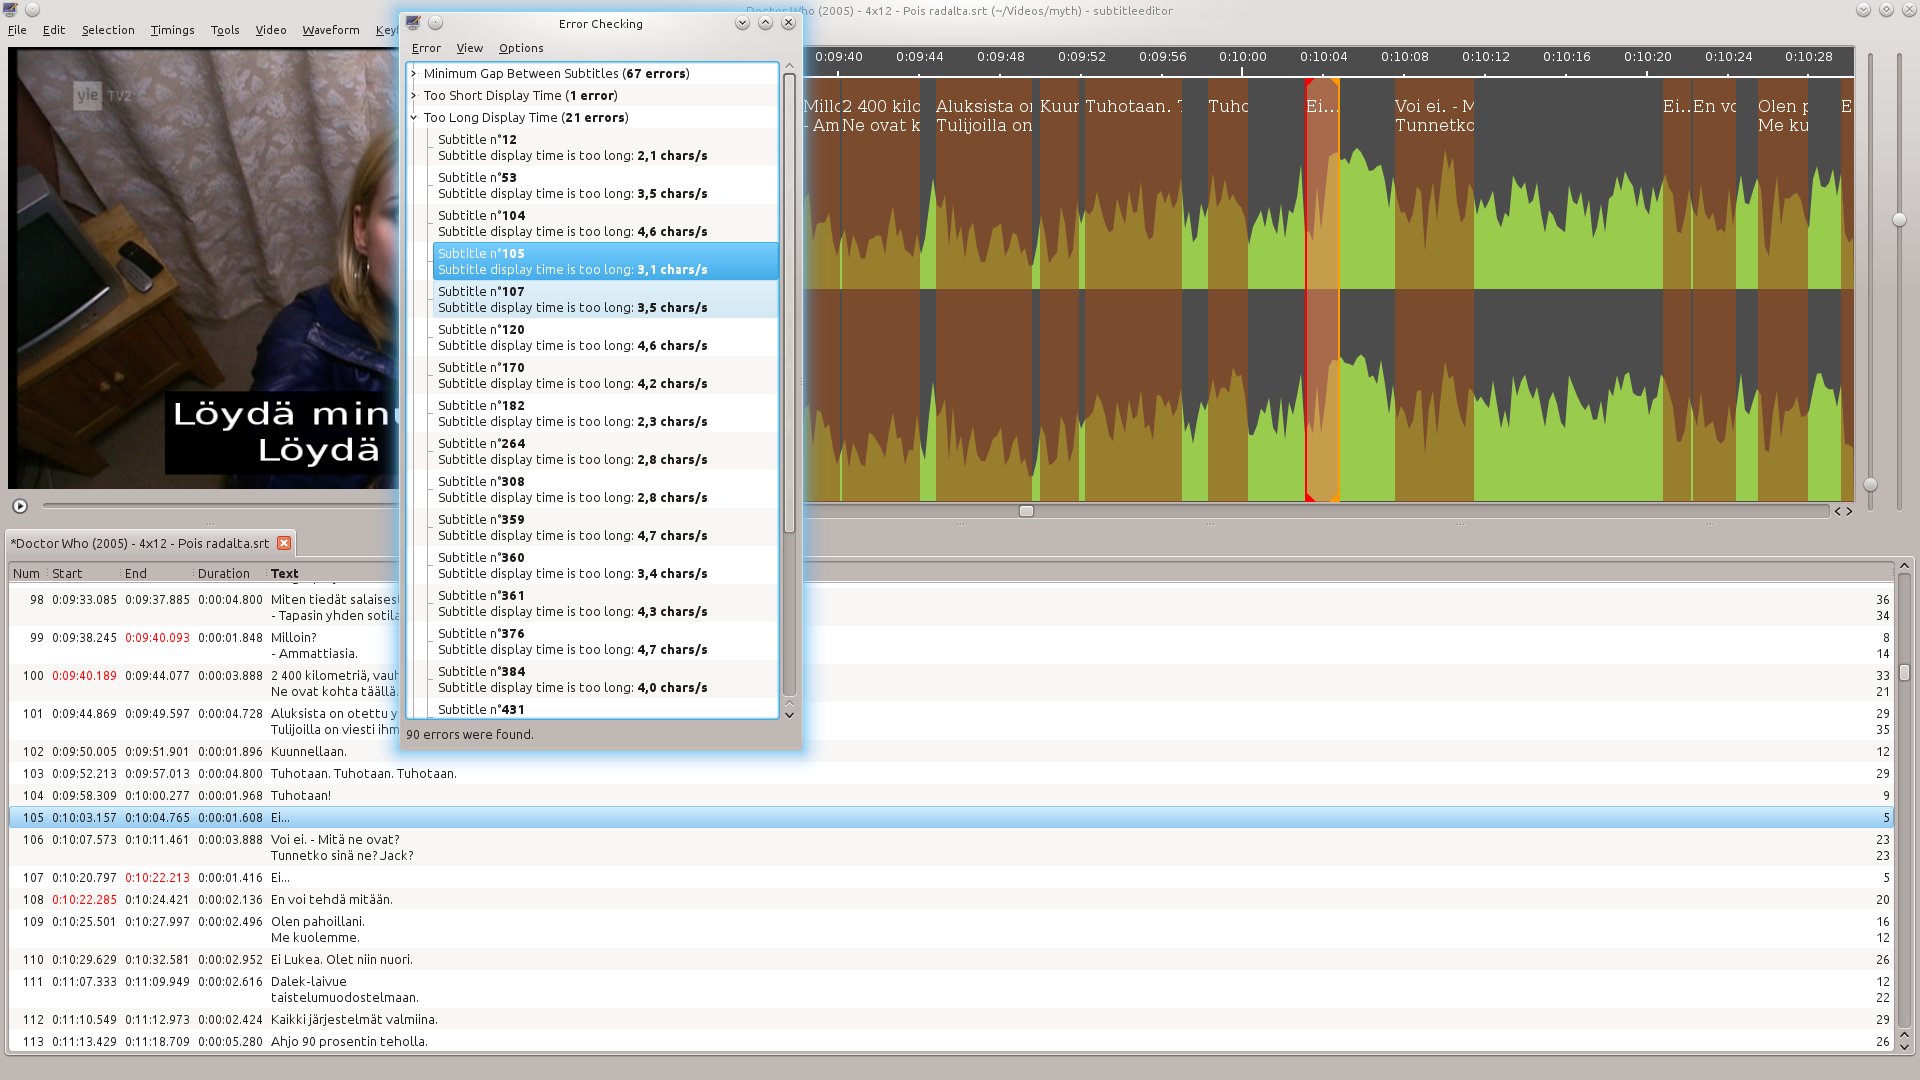 Doctor Who (2005) - 4x12 - Pois radalta.srt (~/Videos/myth) - subtitleeditor
File Edit Selection Timings Tools Video Waveform
yle TV2
Löydä
Löydä
Error Checking
Error View Options
Minimum Gap Between Subtitles (67 errors)
Too Short Display Time (1 error)
Too Long Display Time (21 errors)
Subtitle n°12
Subtitle display time is too long: 2,1 chars/s
Subtitle n°53
Subtitle display time is too long: 3,5 chars/s
Subtitle n°104
Subtitle display time is too long: 4,6 chars/s
Subtitle n°105
Subtitle display time is too long: 3,1 chars/s
Subtitle n°107
Subtitle display time is too long: 3,5 chars/s
Subtitle n°120
Subtitle display time is too long: 4,6 chars/s
Subtitle n°170
Subtitle display time is too long: 4,2 chars/s
Subtitle n°182
Subtitle display time is too long: 2,3 chars/s
Subtitle n°264
Subtitle display time is too long: 2,8 chars/s
Subtitle n°308
Subtitle display time is too long: 2,8 chars/s
Subtitle n°359
Subtitle display time is too long: 4,7 chars/s
Subtitle n°360
Subtitle display time is too long: 3,4 chars/s
Subtitle n°361
Subtitle display time is too long: 4,3 chars/s
Subtitle n°376
Subtitle display time is too long: 4,7 chars/s
Subtitle n°384
Subtitle display time is too long: 4,0 chars/s
Subtitle n°431
90 errors were found.
0:09:40 0:09:44 0:09:48 0:09:52 0:09:56 0:10:00 0:10:04 0:10:08 0:10:12 0:10:16 0:10:20 0:10:24 0:10:28
2 400 kilo Aluksista Kuun Tuhotaan. Tuho Ei... Voi ei. - M Ei... En vo Olen p E
- Am Ne ovat k Tulijoilla on Tunnetko Me ku
*Doctor Who (2005) - 4x12 - Pois radalta.srt
Num Start End Duration Text
98 0:09:33.085 0:09:37.885 0:00:04.800 Miten tiedät salaises 36
- Tapasin yhden sotila 34
99 0:09:38.245 0:09:40.093 0:00:01.848 Milloin? 8
- Ammattiasia. 14
100 0:09:40.189 0:09:44.077 0:00:03.888 2 400 kilometriä, vauh 33
Ne ovat kohta täällä. 21
101 0:09:44.869 0:09:49.597 0:00:04.728 Aluksista on otettu y 29
Tulijoilla on viesti ihm 35
102 0:09:50.005 0:09:51.901 0:00:01.896 Kuunnellaan. 12
103 0:09:52.213 0:09:57.013 0:00:04.800 Tuhotaan. Tuhotaan. Tuhotaan. 29
104 0:09:58.309 0:10:00.277 0:00:01.968 Tuhotaan! 9
105 0:10:03.157 0:10:04.765 0:00:01.608 Ei... 5
106 0:10:07.573 0:10:11.461 0:00:03.888 Voi ei. - Mitä ne ovat? 23
Tunnetko sinä ne? Jack? 23
107 0:10:20.797 0:10:22.213 0:00:01.416 Ei... 5
108 0:10:22.285 0:10:24.421 0:00:02.136 En voi tehdä mitään. 20
109 0:10:25.501 0:10:27.997 0:00:02.496 Olen pahoillani. 16
Me kuolemme. 12
110 0:10:29.629 0:10:32.581 0:00:02.952 Ei Lukea. Olet niin nuori. 26
111 0:11:07.333 0:11:09.949 0:00:02.616 Dalek-laivue 12
taistelumuodostelmaan. 22
112 0:11:10.549 0:11:12.973 0:00:02.424 Kaikki järjestelmät valmiina. 29
113 0:11:13.429 0:11:18.709 0:00:05.280 Ahjo 90 prosentin teholla. 26